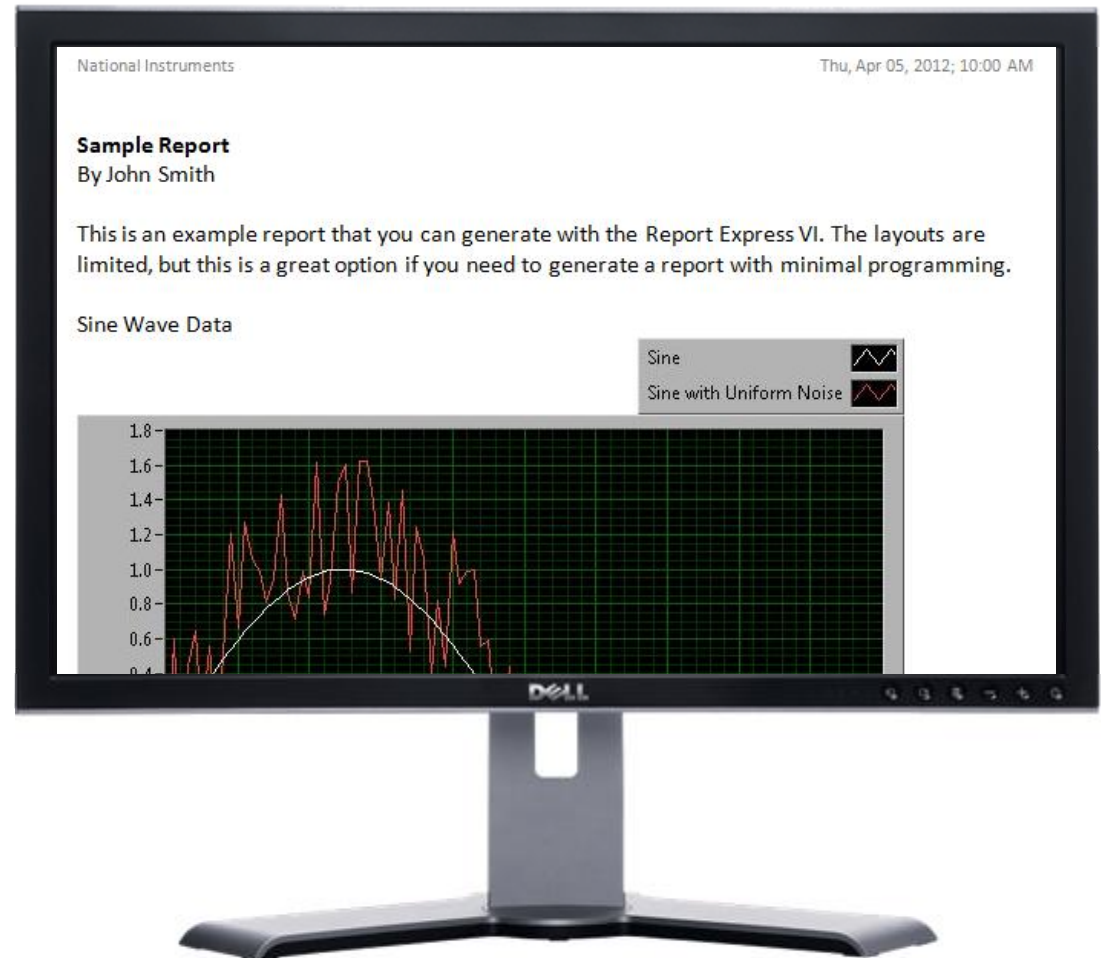 National Instruments
Thu, Apr 05, 2012; 10:00 AM
Sample Report
By John Smith
This is an example report that you can generate with the Report Express VI. The layouts are
limited, but this is a great option if you need to generate a report with minimal programming.
Sine Wave Data
Sine
Sine with Uniform Noise
1.8
1.6
1.4
1.2
1.0
0.8
0.6
0.4
DELL